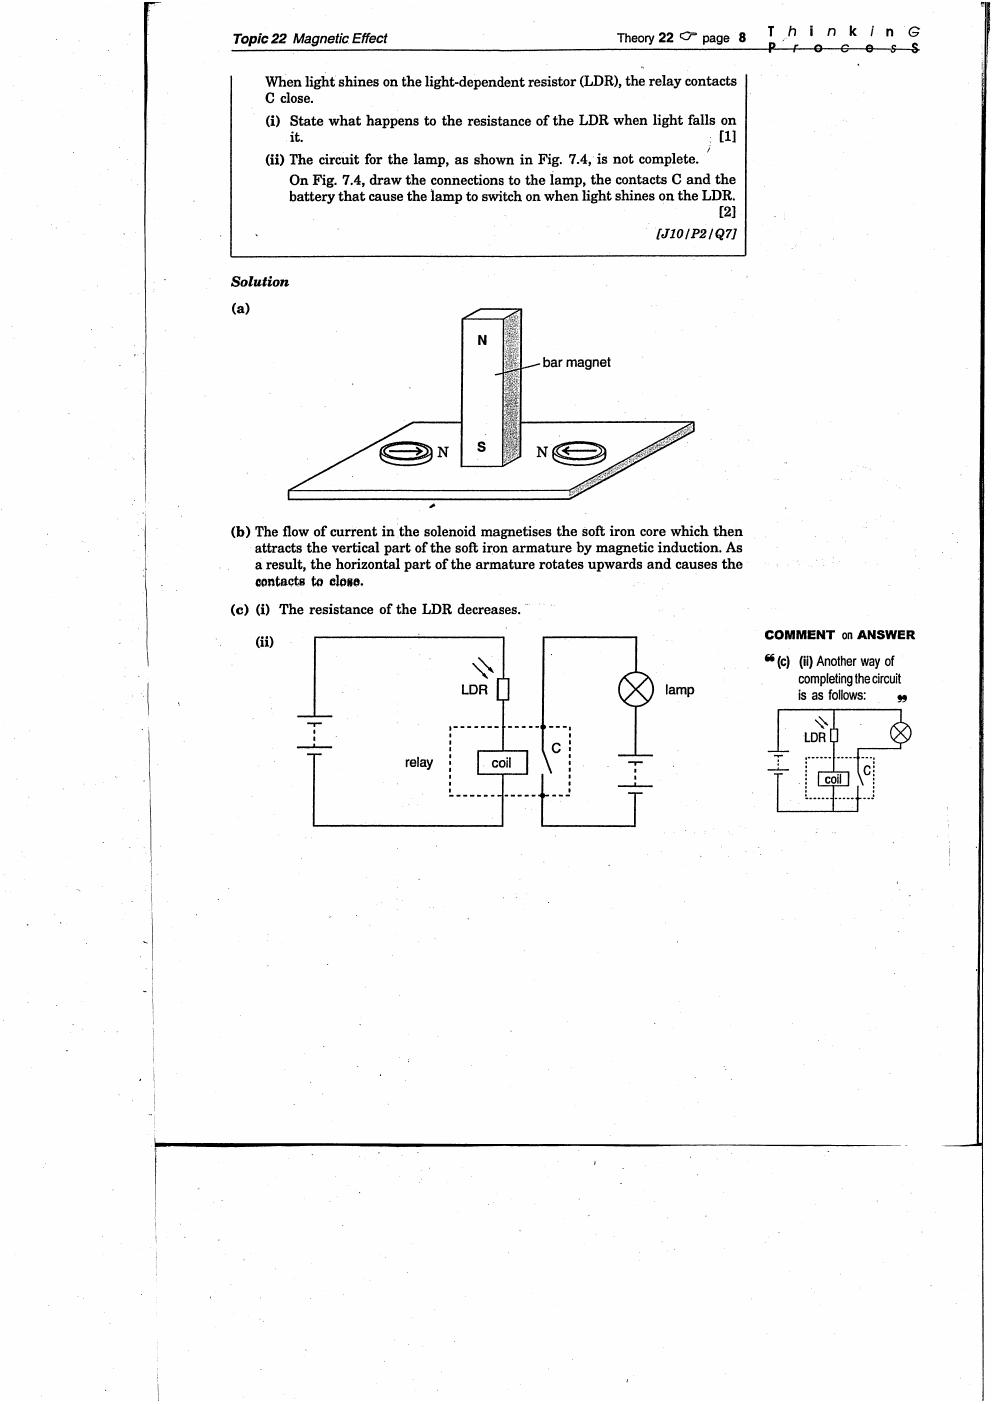 Topic 22 Magnetic Effect
Theory 22 page 8
T h i n k i n G
P r o c e s S
When light shines on the light-dependent resistor (LDR), the relay contacts
C close.
(i) State what happens to the resistance of the LDR when light falls on
it. [1]
(ii) The circuit for the lamp, as shown in Fig. 7.4, is not complete.
On Fig. 7.4, draw the connections to the lamp, the contacts C and the
battery that cause the lamp to switch on when light shines on the LDR.
[2]
[J10/P2/Q7]
Solution
(a)
N
bar magnet
N S N
(b) The flow of current in the solenoid magnetises the soft iron core which then
attracts the vertical part of the soft iron armature by magnetic induction. As
a result, the horizontal part of the armature rotates upwards and causes the
contacts to close.
(c) (i) The resistance of the LDR decreases.
(ii)
LDR
lamp
relay
coil
C
COMMENT on ANSWER
“(c) (ii) Another way of
completing the circuit
is as follows: ”
LDR
coil
C